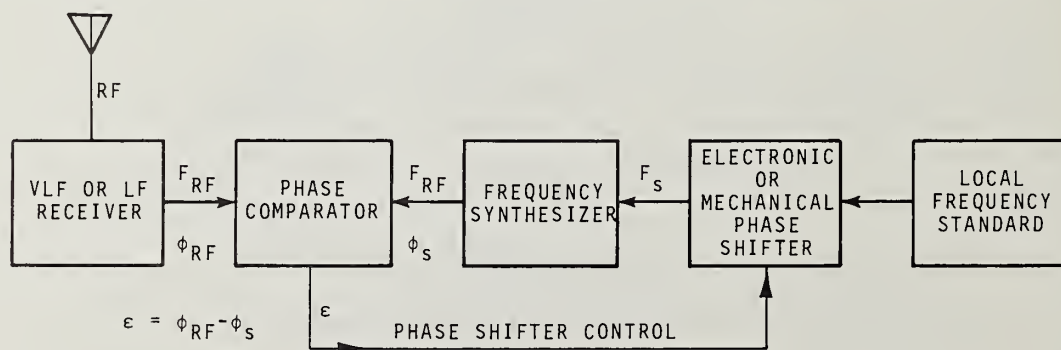 RF
VLF OR LF
RECEIVER
F_RF
ϕ_RF
PHASE
COMPARATOR
F_RF
ϕ_s
FREQUENCY
SYNTHESIZER
F_s
ELECTRONIC
OR
MECHANICAL
PHASE
SHIFTER
LOCAL
FREQUENCY
STANDARD
ε = ϕ_RF-ϕ_s
ε
PHASE SHIFTER CONTROL